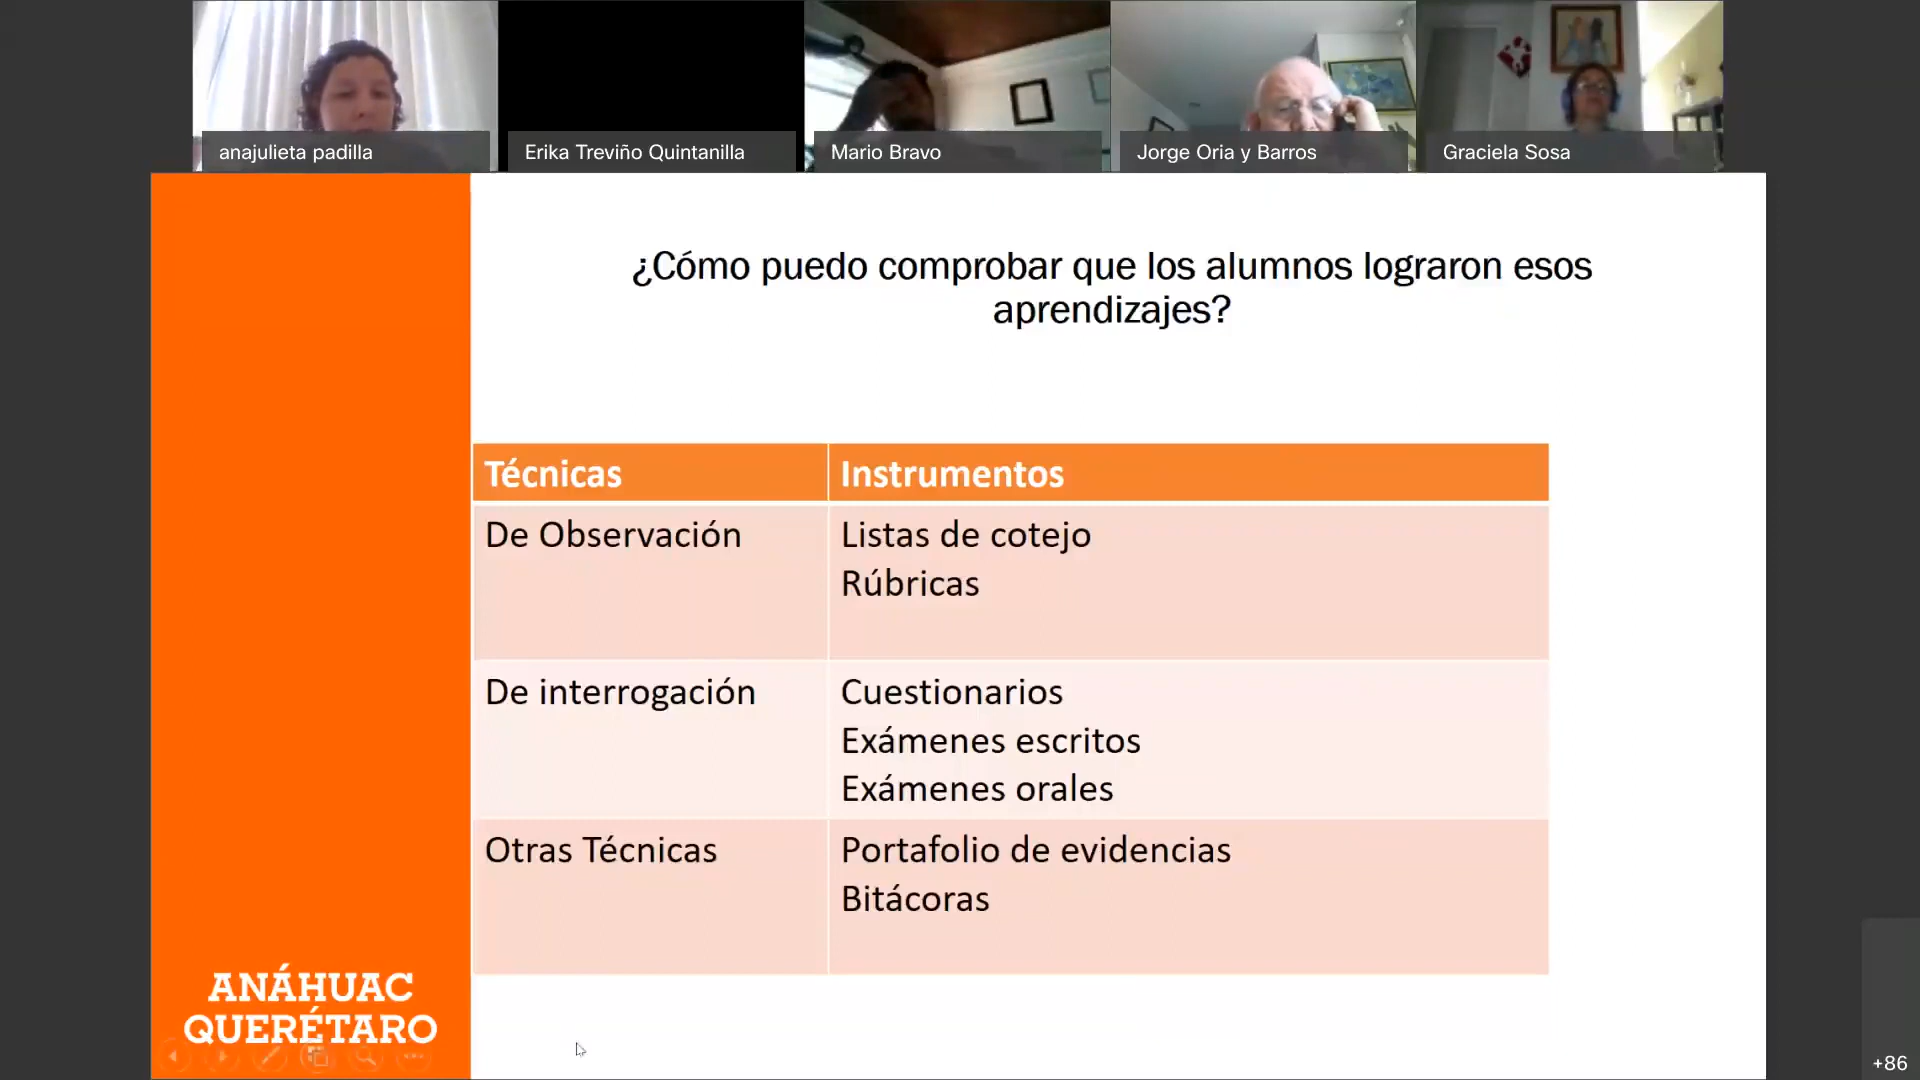 anajulieta padilla
Erika Treviño Quintanilla
Mario Bravo
Jorge Oria y Barros
Graciela Sosa
¿Cómo puedo comprobar que los alumnos lograron esos
aprendizajes?
Técnicas
Instrumentos
De Observación
Listas de cotejo
Rúbricas
De interrogación
Cuestionarios
Exámenes escritos
Exámenes orales
Otras Técnicas
Portafolio de evidencias
Bitácoras
ANÁHUAC
QUERÉTARO
+86